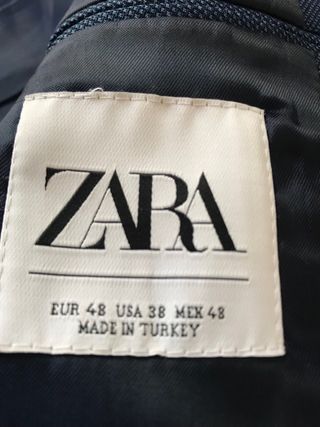 ZARA
EUR 48 USA 38 MEX 48
MADE IN TURKEY